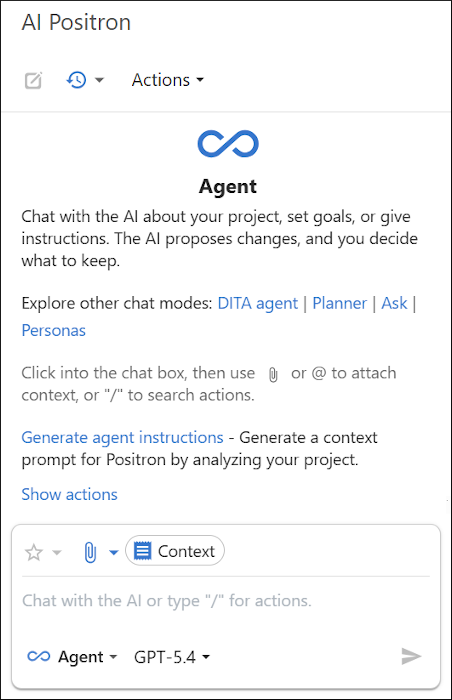 AI Positron
Actions
Agent
Chat with the AI about your project, set goals, or give
instructions. The AI proposes changes, and you decide
what to keep.
Explore other chat modes: DITA agent | Planner | Ask |
Personas
Click into the chat box, then use or @ to attach
context, or "/" to search actions.
Generate agent instructions - Generate a context
prompt for Positron by analyzing your project.
Show actions
Context
Chat with the AI or type "/" for actions.
Agent GPT-5.4